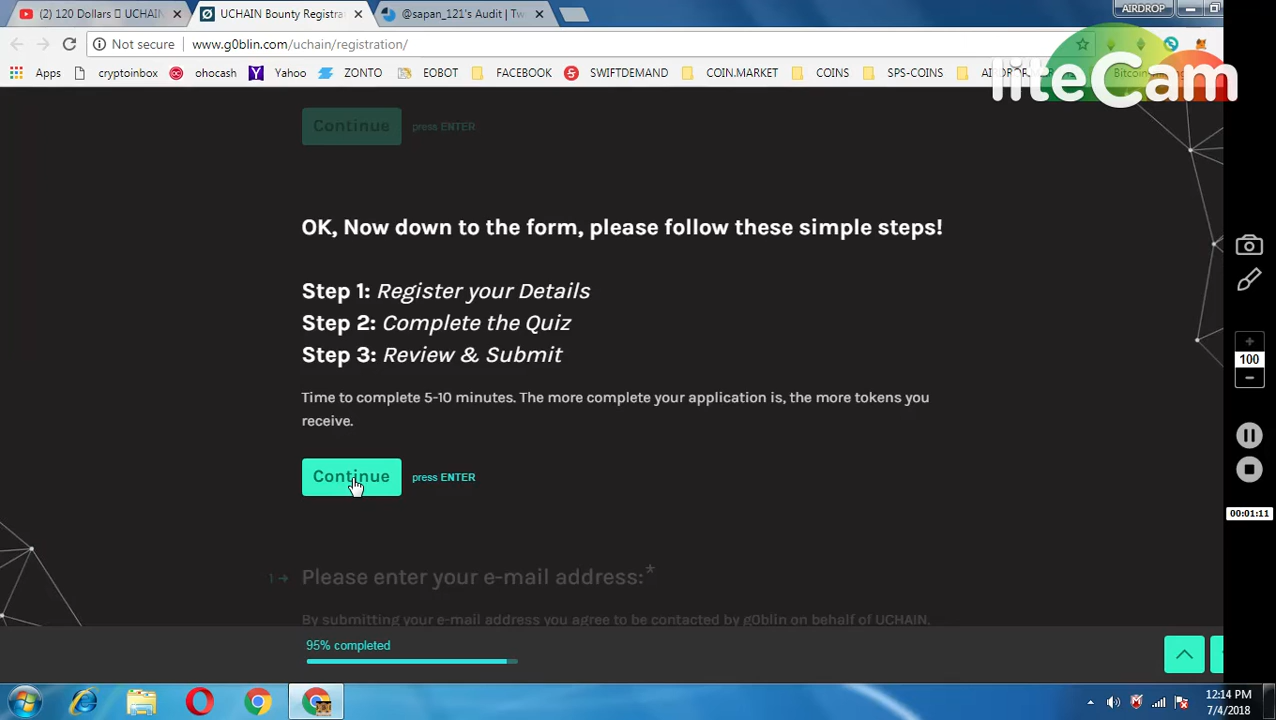 (2) 120 Dollars UCHAIN
UCHAIN Bounty Registra
@sapan_121's Audit | Tw
AIRDROP
Not secure
www.g0blin.com/uchain/registration/
Apps
cryptoinbox
ohocash
Yahoo
ZONE
EOBOT
FACEBOOK
SWIFTDEMAND
COIN.MARKET
COINS
SPS-COINS
liteCam
Continue
press ENTER
OK, Now down to the form, please follow these simple steps!
Step 1: Register your Details
Step 2: Complete the Quiz
Step 3: Review & Submit
Time to complete 5-10 minutes. The more complete your application is, the more tokens you
receive.
Continue
press ENTER
100
00:01:11
1 → Please enter your e-mail address:*
By submitting your e-mail address you agree to be contacted by g0blin on behalf of UCHAIN.
95% completed
12:14 PM
7/4/2018